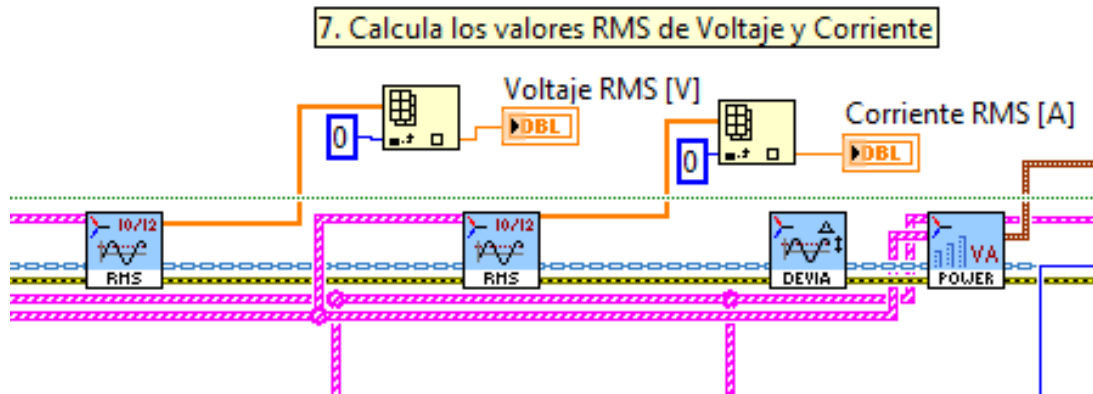 7. Calcula los valores RMS de Voltaje y Corriente
Voltaje RMS [V]
0
DBL
Corriente RMS [A]
0
DBL
10/12
RMS
10/12
RMS
DEVIA
VA
POWER